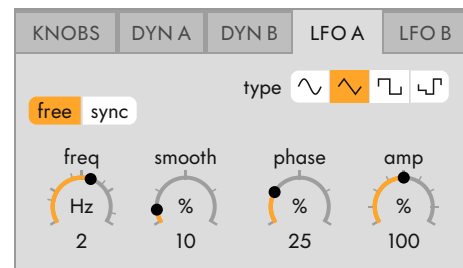 KNOBS DYN A DYN B LFO A LFO B
type
free sync
freq smooth phase amp
Hz % % %
2 10 25 100